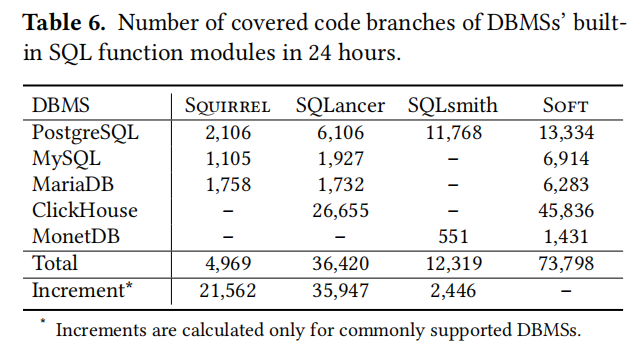 Table 6. Number of covered code branches of DBMSs’ built-
in SQL function modules in 24 hours.
DBMS SQUIRREL SQLancer SQLsmith SOFT
PostgreSQL 2,106 6,106 11,768 13,334
MySQL 1,105 1,927 – 6,914
MariaDB 1,758 1,732 – 6,283
ClickHouse – 26,655 – 45,836
MonetDB – – 551 1,431
Total 4,969 36,420 12,319 73,798
Increment* 21,562 35,947 2,446 –
* Increments are calculated only for commonly supported DBMSs.